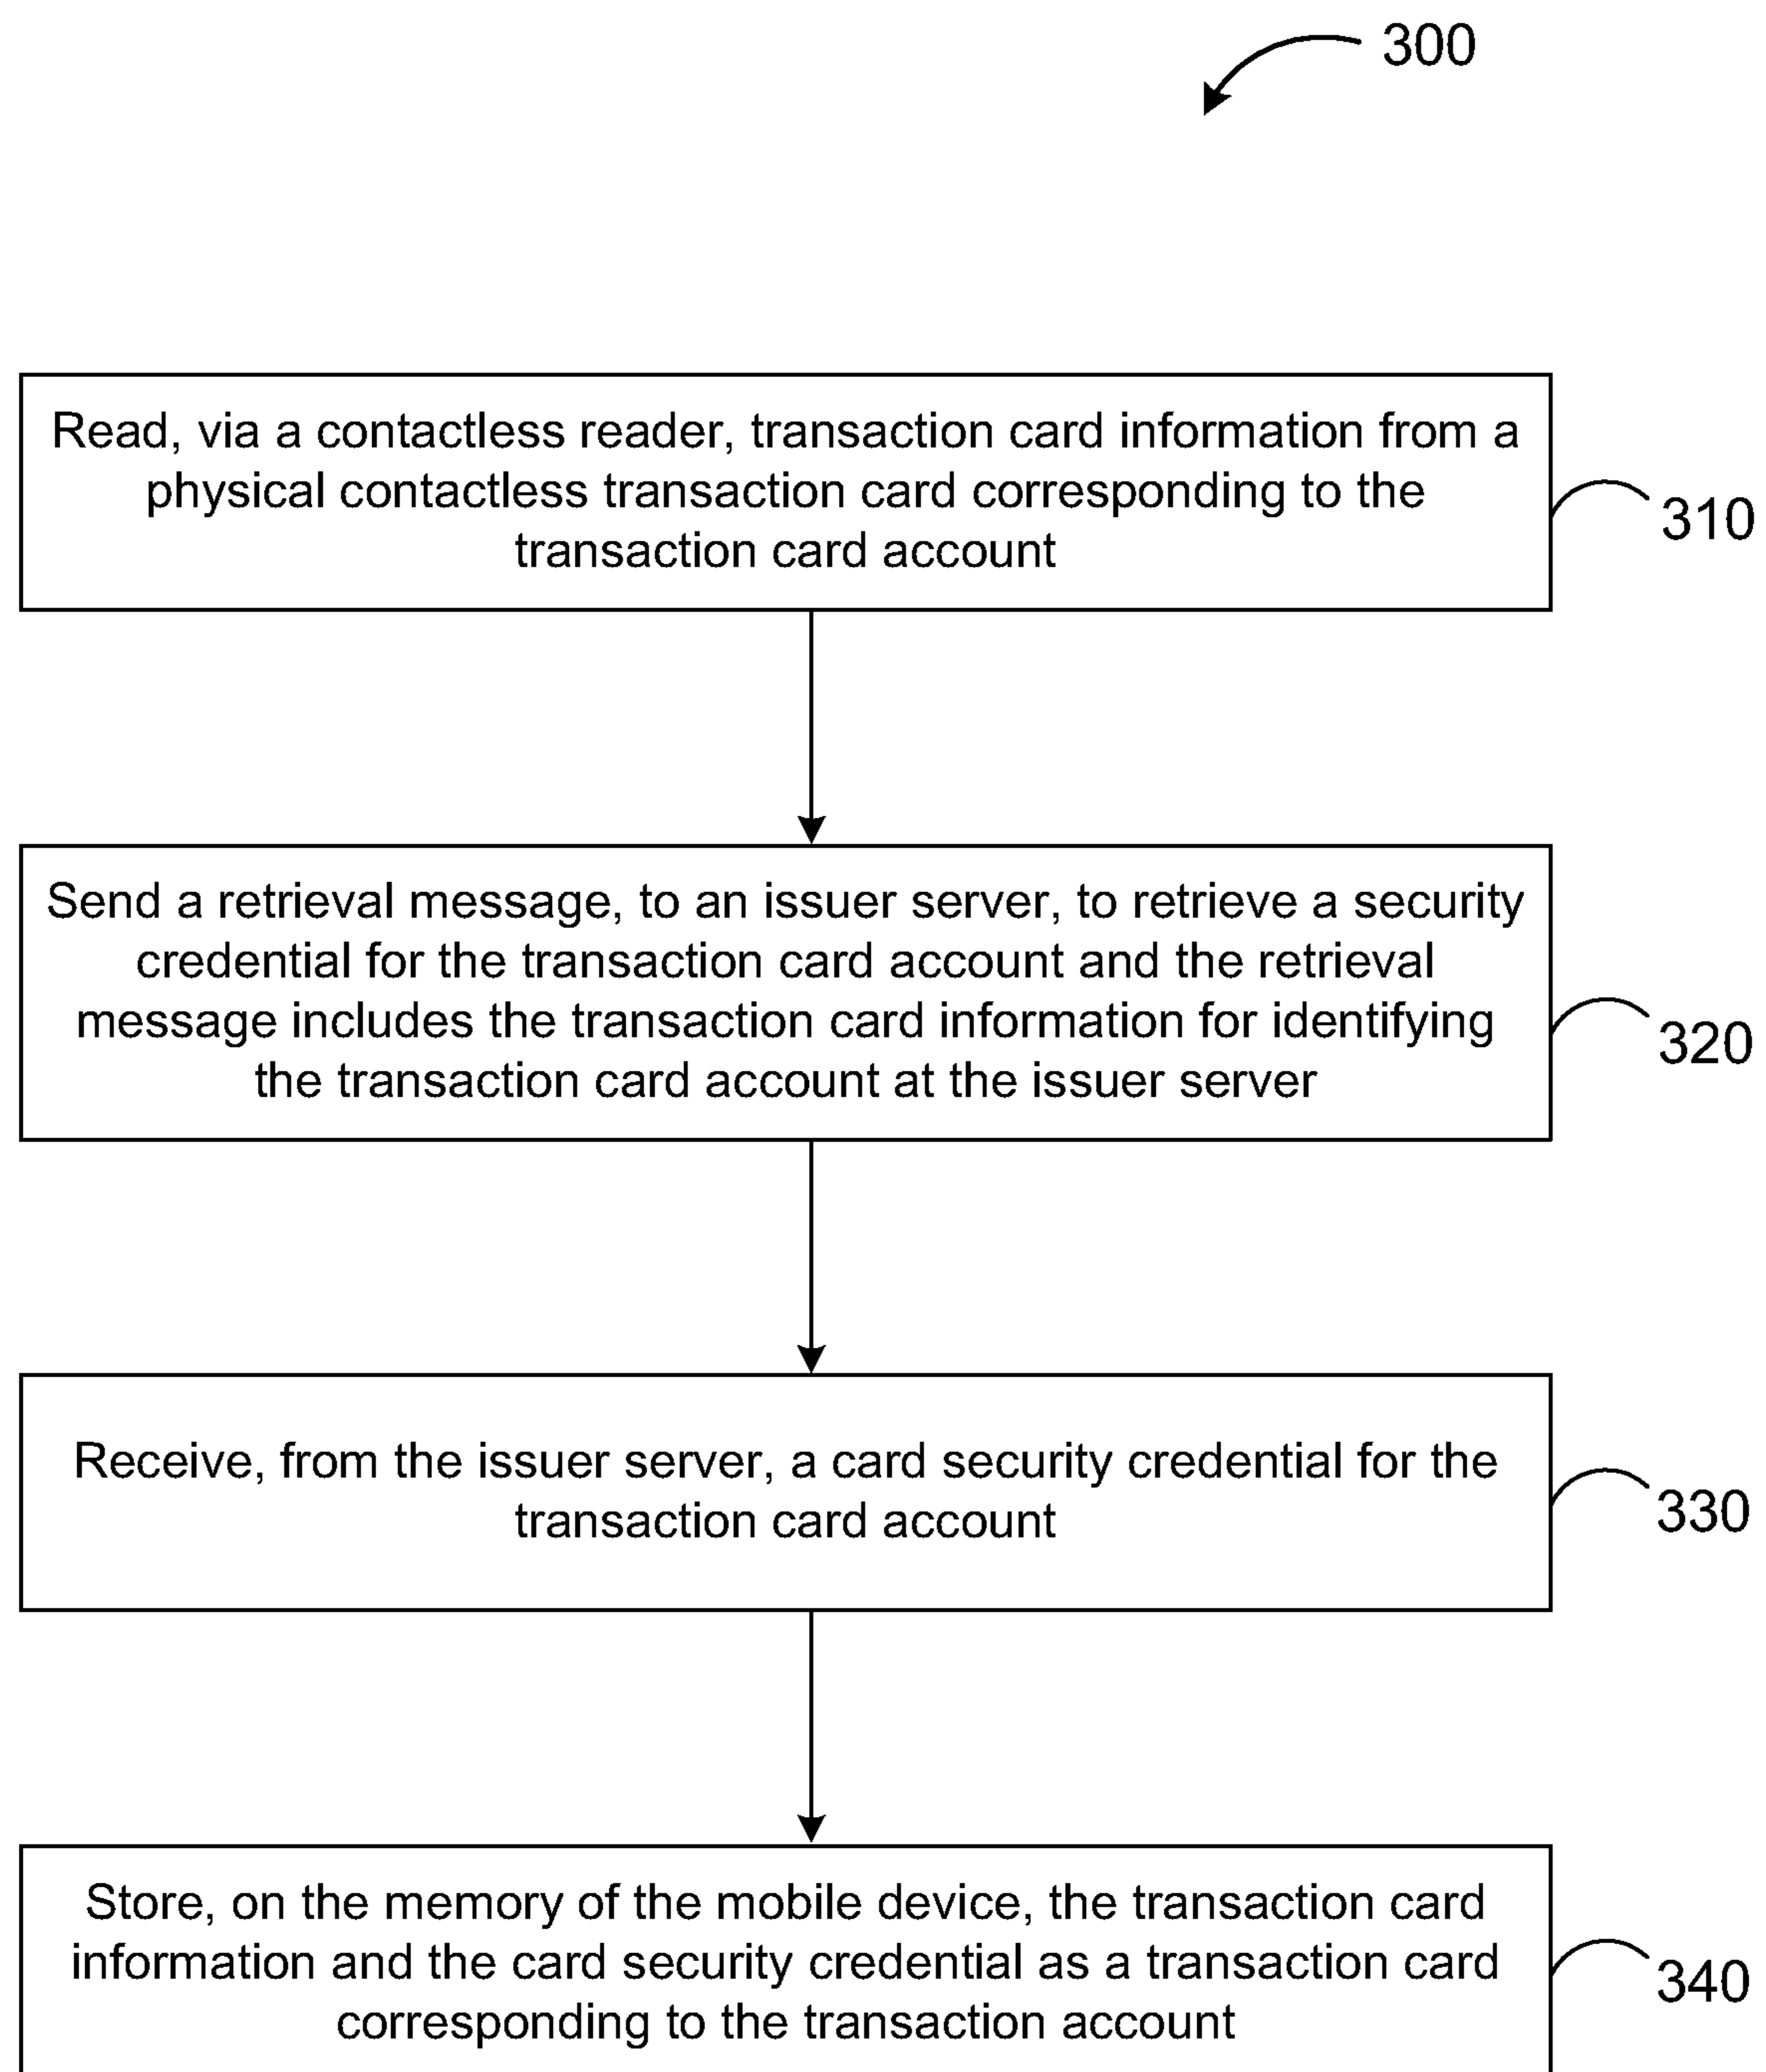 300
Read, via a contactless reader, transaction card information from a
physical contactless transaction card corresponding to the
transaction card account
310
Send a retrieval message, to an issuer server, to retrieve a security
credential for the transaction card account and the retrieval
message includes the transaction card information for identifying
the transaction card account at the issuer server
320
Receive, from the issuer server, a card security credential for the
transaction card account
330
Store, on the memory of the mobile device, the transaction card
information and the card security credential as a transaction card
corresponding to the transaction account
340